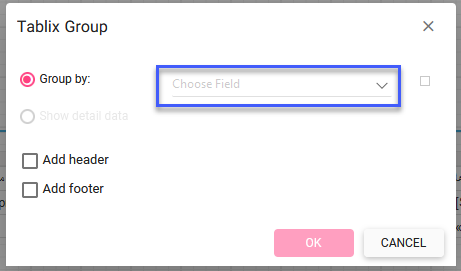 Tablix Group
Group by:
Choose Field
Show detail data
Add header
Add footer
OK
CANCEL